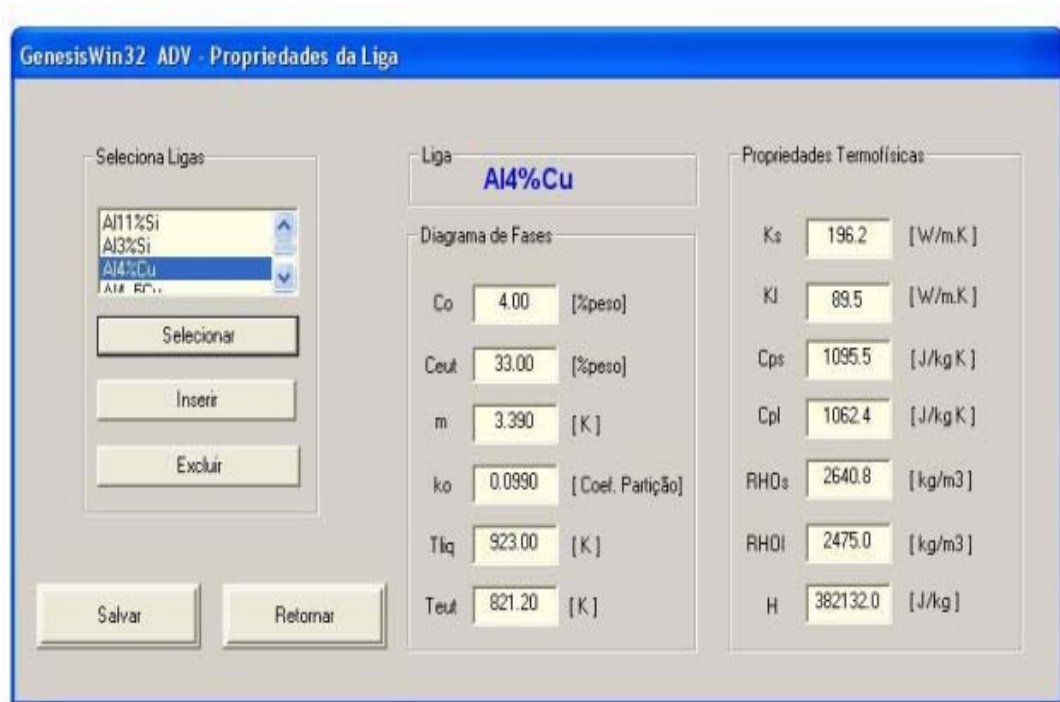 GenesisWin32 ADV - Propriedades da Liga
Seleciona Ligas
Al11%Si
Al3%Si
Al4%Cu
Selecionar
Inserir
Excluir
Salvar
Retornar
Liga
Al4%Cu
Diagrama de Fases
Co 4.00 [%peso]
Ceut 33.00 [%peso]
m 3.390 [K]
ko 0.0990 [Coef. Partição]
Tliq 923.00 [K]
Teut 821.20 [K]
Propriedades Termofísicas
Ks 196.2 [W/m.K]
Kl 89.5 [W/m.K]
Cps 1095.5 [J/kg K]
Cpl 1062.4 [J/kg K]
RHOs 2640.8 [kg/m3]
RHOl 2475.0 [kg/m3]
H 382132.0 [J/kg]